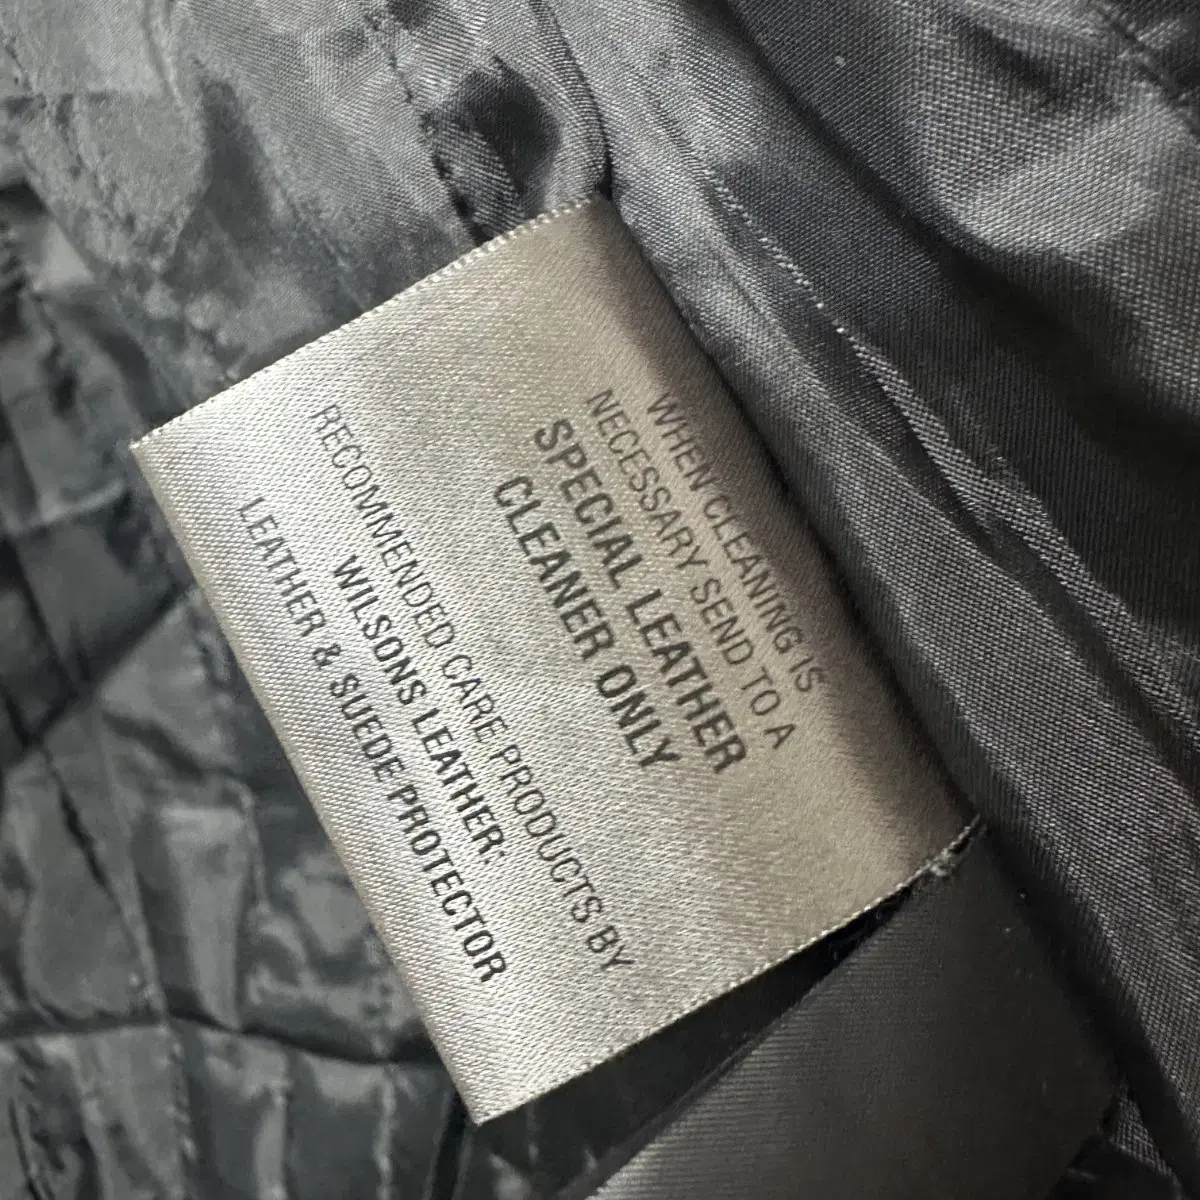 WHEN CLEANING IS
NECESSARY SEND TO A
SPECIAL LEATHER
CLEANER ONLY
RECOMMENDED CARE PRODUCTS BY
WILSONS LEATHER:
LEATHER & SUEDE PROTECTOR